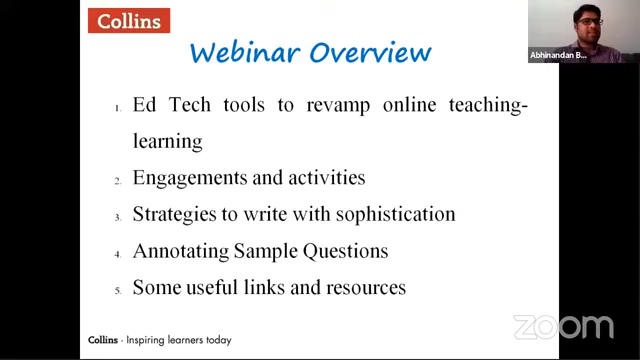 Collins
Webinar Overview
Abhinandan B...
1. Ed Tech tools to revamp online teaching-
learning
2. Engagements and activities
3. Strategies to write with sophistication
4. Annotating Sample Questions
5. Some useful links and resources
Collins · Inspiring learners today
zoom